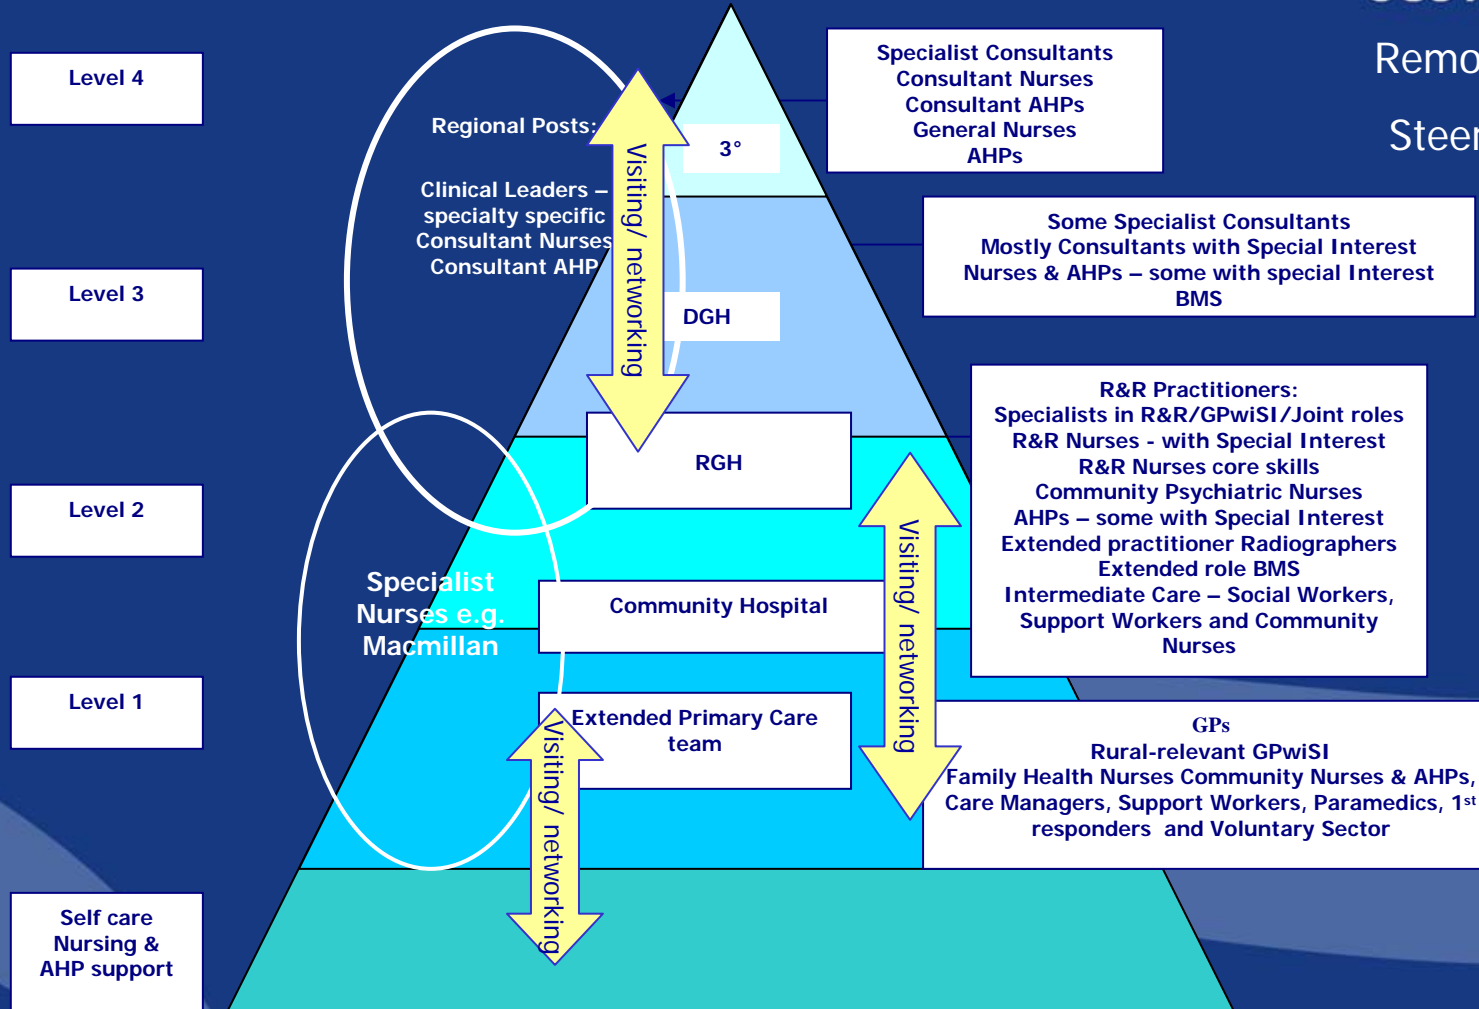 Remo
Steer
Level 4
Level 3
Level 2
Level 1
Self care
Nursing &
AHP support
Regional Posts:
Clinical Leaders –
specialty specific
Consultant Nurses
Consultant AHP
Specialist
Nurses e.g.
Macmillan
Visiting/ networking
Visiting/ networking
Visiting/ networking
3°
DGH
RGH
Community Hospital
Extended Primary Care
team
Specialist Consultants
Consultant Nurses
Consultant AHPs
General Nurses
AHPs
Some Specialist Consultants
Mostly Consultants with Special Interest
Nurses & AHPs – some with special Interest
BMS
R&R Practitioners:
Specialists in R&R/GPwiSI/Joint roles
R&R Nurses - with Special Interest
R&R Nurses core skills
Community Psychiatric Nurses
AHPs – some with Special Interest
Extended practitioner Radiographers
Extended role BMS
Intermediate Care – Social Workers,
Support Workers and Community
Nurses
GPs
Rural-relevant GPwiSI
Family Health Nurses Community Nurses & AHPs,
Care Managers, Support Workers, Paramedics, 1st
responders and Voluntary Sector